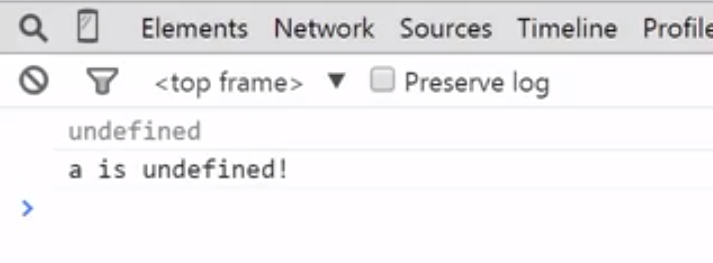 Elements Network Sources Timeline Profile
<top frame> ▼ Preserve log
undefined
a is undefined!
>